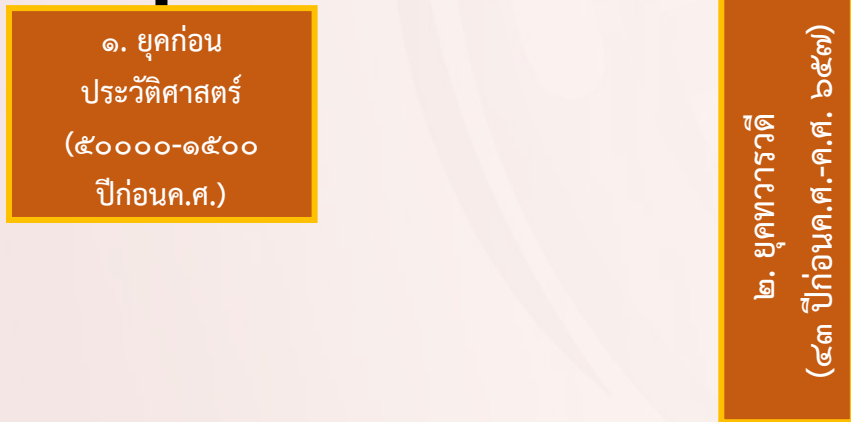 ๑. ยุคก่อน
ประวัติศาสตร์
(๕๐๐๐๐-๑๕๐๐
ปีก่อนค.ศ.)
๒. ยุคทวารวดี
(๔๓ ปีก่อนค.ศ.-ค.ศ. ๖๕๗)